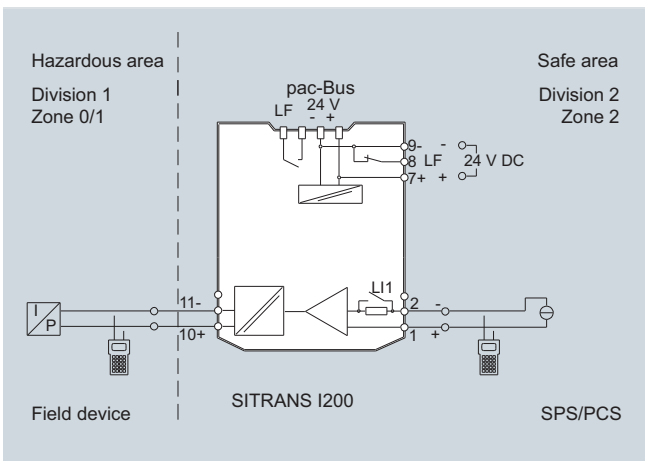 Hazardous area
Safe area
Division 1
Zone 0/1
Division 2
Zone 2
pac-Bus
LF 24 V
- +
9- -
8 LF 24 V DC
7+ +
LI1
I
P
11-
10+
2 -
1 +
Field device
SITRANS I200
SPS/PCS